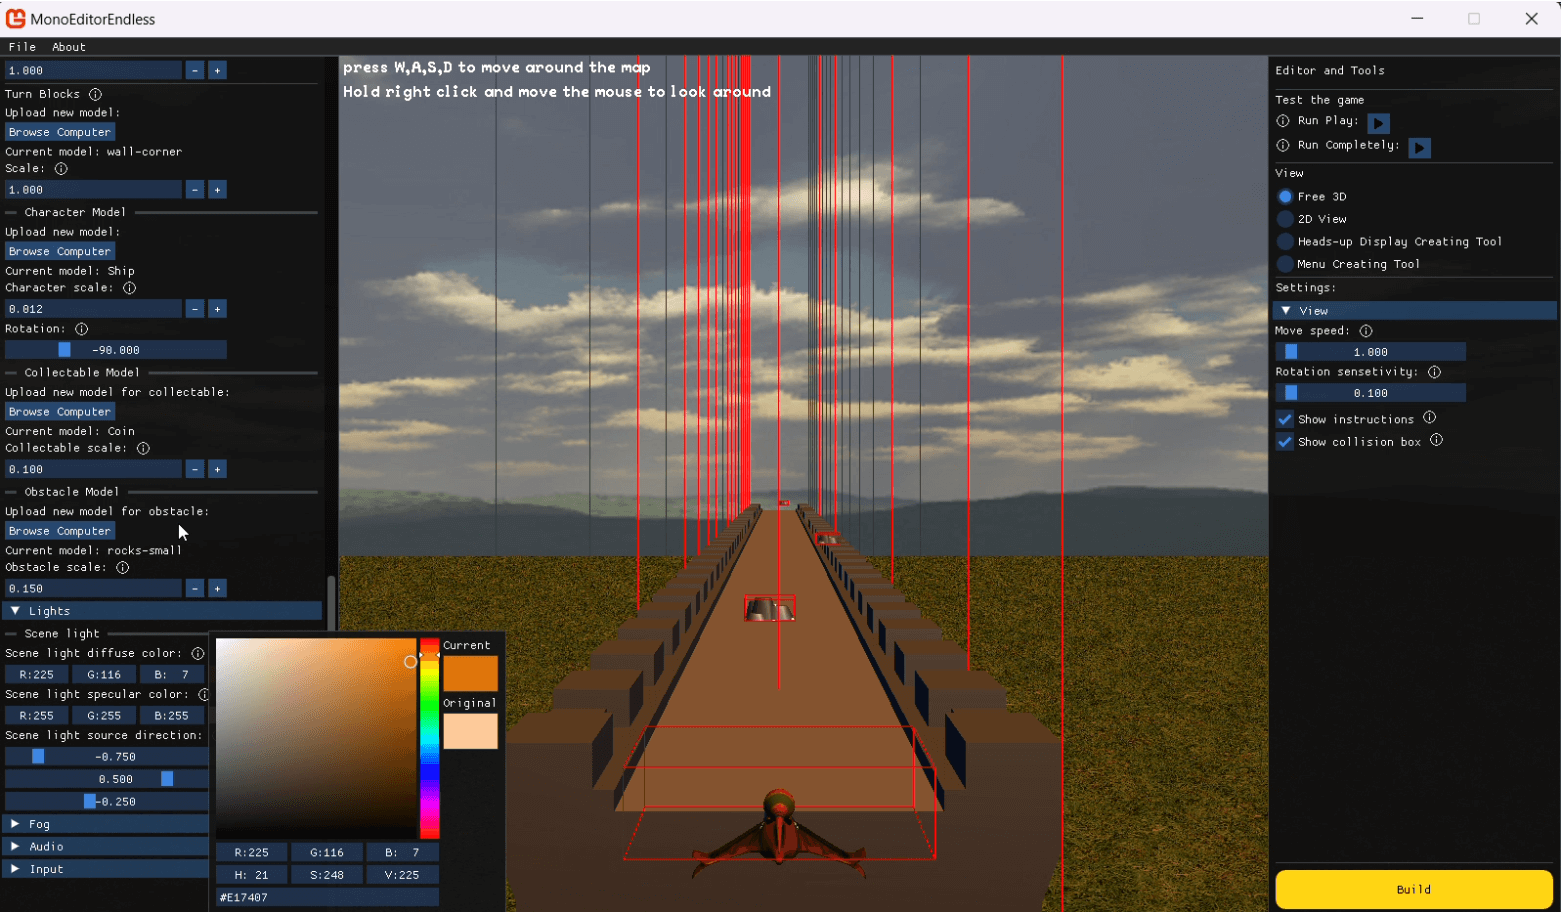 MonoEditorEndless
File About
1.000 - +
Turn Blocks
Upload new model:
Browse Computer
Current model: wall-corner
Scale:
1.000 - +
Character Model
Upload new model:
Browse Computer
Current model: Ship
Character scale:
0.012 - +
Rotation:
-90.000
Collectable Model
Upload new model for collectable:
Browse Computer
Current model: Coin
Collectable scale:
0.100 - +
Obstacle Model
Upload new model for obstacle:
Browse Computer
Current model: rocks-small
Obstacle scale:
0.150 - +
Lights
Scene light
Scene light diffuse color:
R:225 G:116 B: 7
Scene light specular color:
R:255 G:255 B:255
Scene light source direction:
-0.750
0.500
-0.250
Fog
Audio
Input
Current
Original
R:225 G:116 B: 7
H: 21 S:248 V:225
#E17407
press W,A,S,D to move around the map
Hold right click and move the mouse to look around
Editor and Tools
Test the game
Run Play:
Run Completely:
View
Free 3D
2D View
Heads-up Display Creating Tool
Menu Creating Tool
Settings:
View
Move speed:
1.000
Rotation sensetivity:
0.100
Show instructions
Show collision box
Build